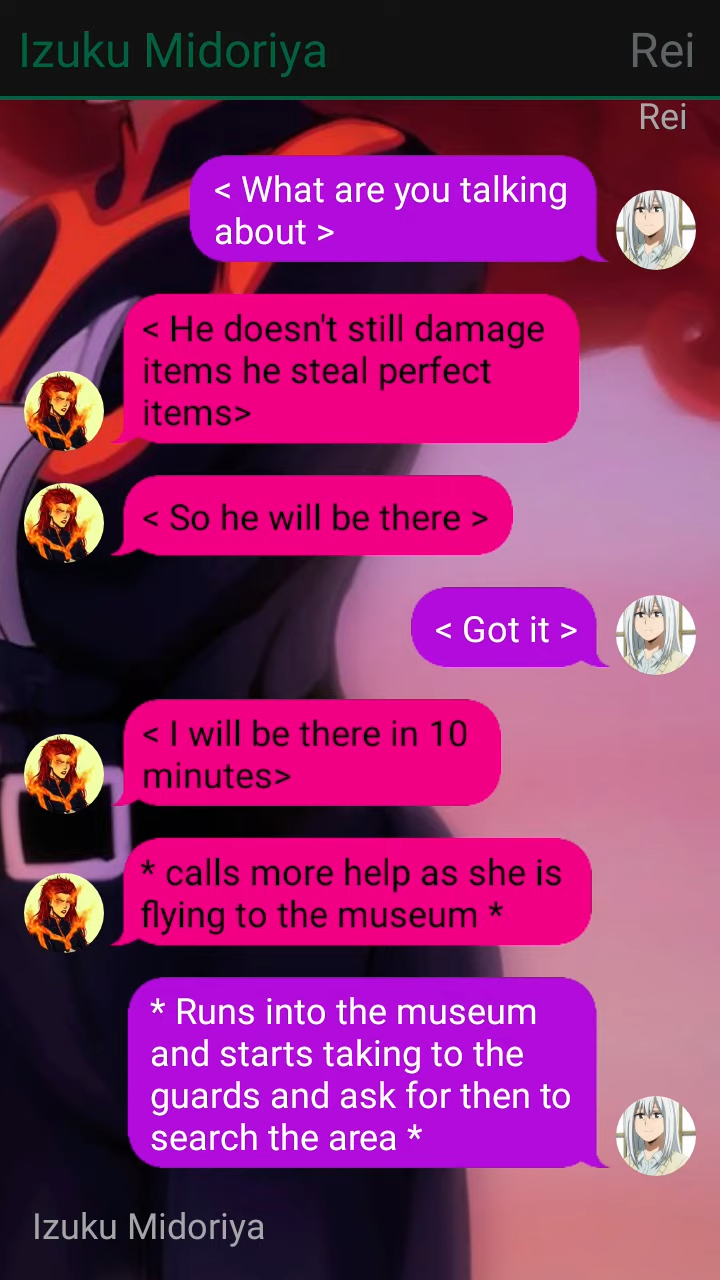 Izuku Midoriya
Rei
Rei
< What are you talking
about >
< He doesn't still damage
items he steal perfect
items>
< So he will be there >
< Got it >
< I will be there in 10
minutes>
* calls more help as she is
flying to the museum *
* Runs into the museum
and starts taking to the
guards and ask for then to
search the area *
Izuku Midoriya